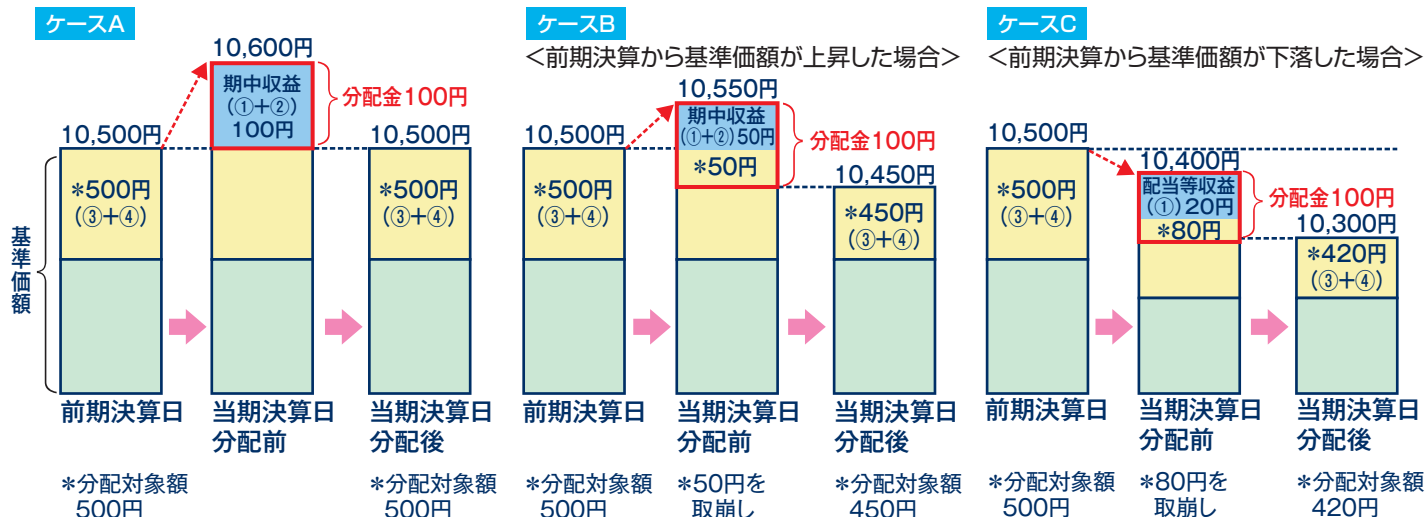 ケースA
10,600円
期中収益
(①+②)
100円
分配金100円
10,500円
10,500円
*500円
(③+④)
*500円
(③+④)
基準価額
前期決算日
当期決算日
分配前
当期決算日
分配後
*分配対象額
500円
*分配対象額
500円
ケースB
<前期決算から基準価額が上昇した場合>
10,550円
期中収益
(①+②)50円
*50円
分配金100円
10,500円
10,450円
*500円
(③+④)
*450円
(③+④)
前期決算日
当期決算日
分配前
当期決算日
分配後
*分配対象額
500円
*50円を
取崩し
*分配対象額
450円
ケースC
<前期決算から基準価額が下落した場合>
10,500円
10,400円
配当等収益
(①)20円
*80円
分配金100円
10,300円
*500円
(③+④)
*420円
(③+④)
前期決算日
当期決算日
分配前
当期決算日
分配後
*分配対象額
500円
*80円を
取崩し
*分配対象額
420円